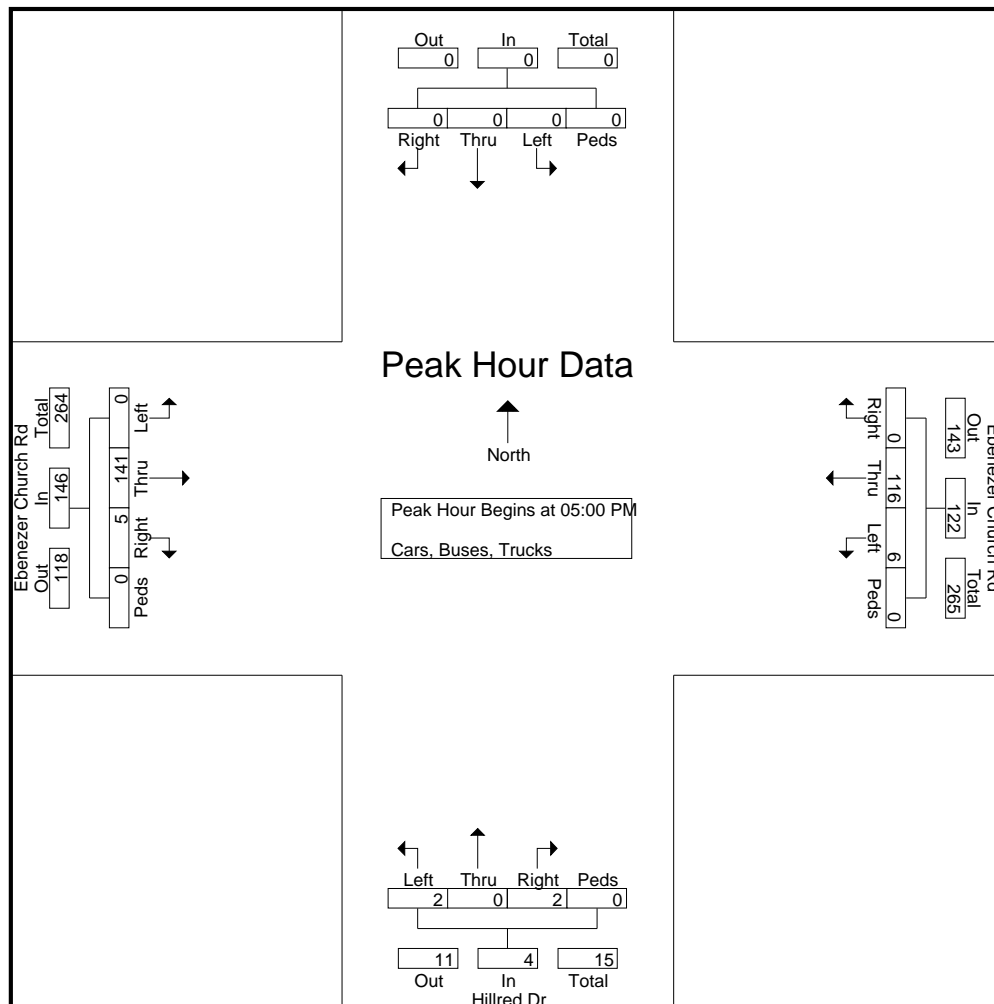 Out In Total
0 0 0
0 0 0 0
Right Thru Left Peds
Peak Hour Data
North
Peak Hour Begins at 05:00 PM
Cars, Buses, Trucks
Ebenezer Church Rd
Out In Total
118 146 264
0 5 141 0
Peds Right Thru Left
Ebenezer Church Rd
Out In Total
143 122 265
0 116 6 0
Right Thru Left Peds
Left Thru Right Peds
2 0 2 0
11 4 15
Out In Total
Hillred Dr